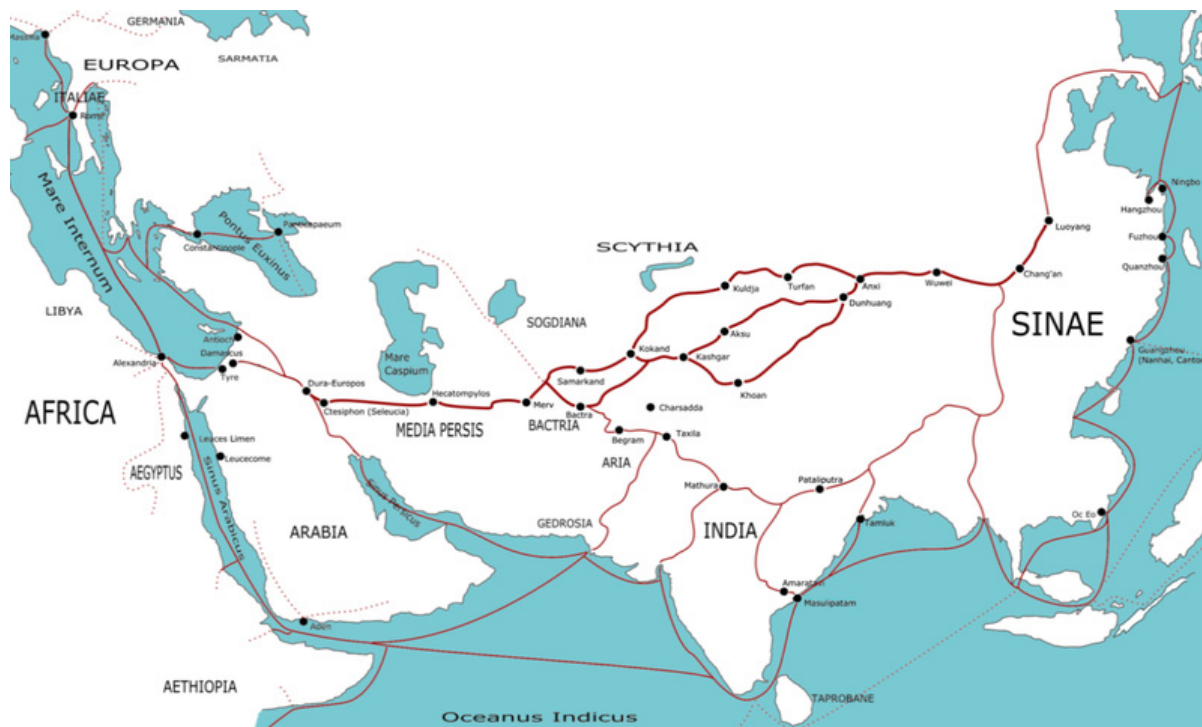 GERMANIA
Massilia
SARMATIA
EUROPA
ITALIAE
Rome
Mare Internum
Pontus Euxinus
Panticapaeum
Constantinople
LIBYA
Antioch
Damascus
Alexandria
Tyre
AFRICA
Leuces Limen
Leucecome
AEGYPTUS
Sinus Arabicus
ARABIA
Aden
AETHIOPIA
Dura-Europos
Ctesiphon (Seleucia)
Sinus Persicus
Mare
Caspium
Hecatompylos
MEDIA PERSIS
Merv
SOGDIANA
Samarkand
Bactra
BACTRIA
Kokand
SCYTHIA
Kuldja
Turfan
Aksu
Kashgar
Khoan
Anxi
Dunhuang
Wuwei
Chang'an
Luoyang
SINAE
Ningbo
Hangzhou
Fuzhou
Quanzhou
Guangzhou
(Nanhai, Canton
Charsadda
Begram
Taxila
ARIA
GEDROSIA
Mathura
Pataliputra
INDIA
Tamluk
Amaratavi
Masulipatam
Oc Eo
TAPROBANE
Oceanus Indicus